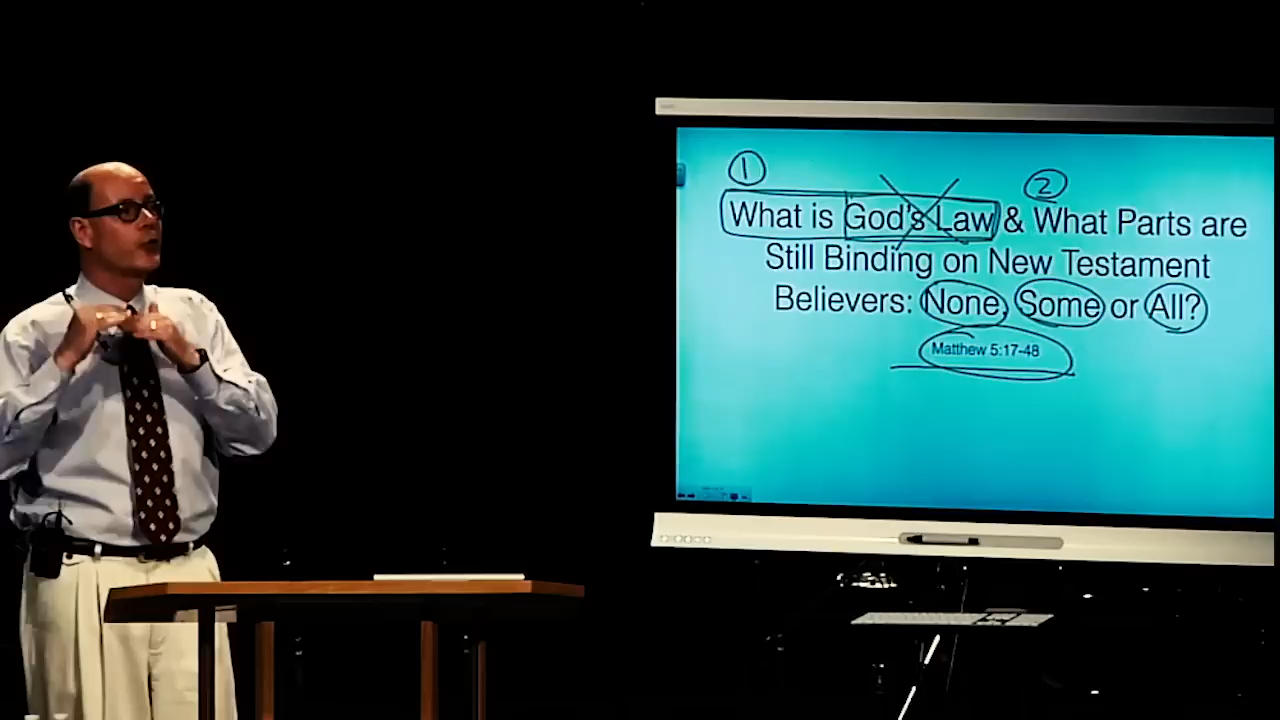 1
2
What is God's Law & What Parts are
Still Binding on New Testament
Believers: None, Some or All?
Matthew 5:17-48